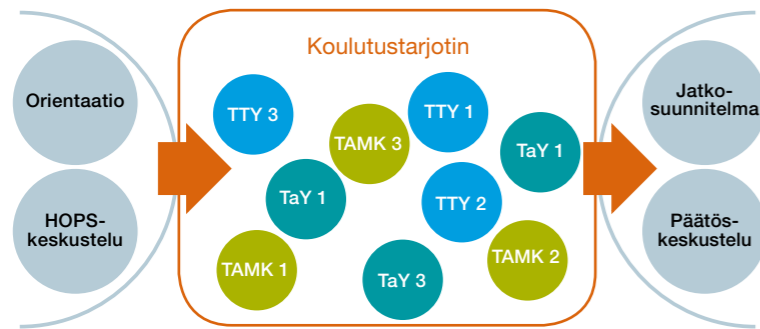 Koulutustarjotin
Orientaatio
HOPS-
keskustelu
TTY 3
TAMK 3
TTY 1
TaY 1
TaY 1
TTY 2
TAMK 1
TaY 3
TAMK 2
Jatko-
suunnitelma
Päätös-
keskustelu